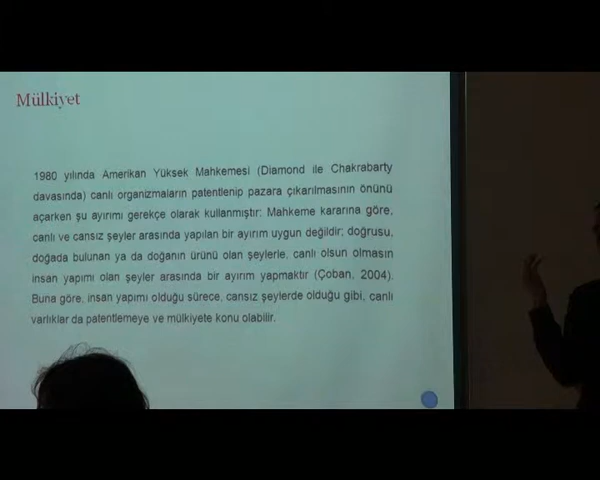 Mülkiyet
1980 yılında Amerikan Yüksek Mahkemesi (Diamond ile Chakrabarty
davasında) canlı organizmaların patentlenip pazara çıkarılmasının önünü
açarken şu ayırımı gerekçe olarak kullanmıştır: Mahkeme kararına göre,
canlı ve cansız şeyler arasında yapılan bir ayırım uygun değildir; doğrusu,
doğada bulunan ya da doğanın ürünü olan şeylerle, canlı olsun olmasın
insan yapımı olan şeyler arasında bir ayırım yapmaktır (Çoban, 2004).
Buna göre, insan yapımı olduğu sürece, cansız şeylerde olduğu gibi, canlı
varlıklar da patentlemeye ve mülkiyete konu olabilir.